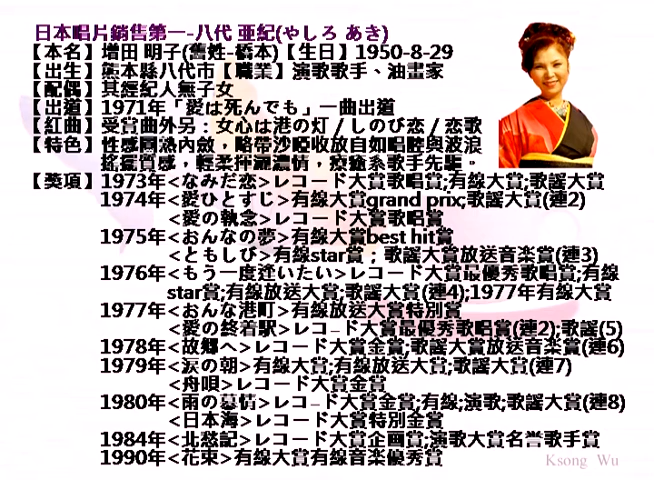 日本唱片銷售第一-八代 亜紀(やしろ あき)
【本名】增田 明子(舊姓-橋本)【生日】1950-8-29
【出生】熊本縣八代市【職業】演歌歌手、油畫家
【配偶】其經紀人無子女
【出道】1971年「愛は死んでも」一曲出道
【紅曲】受賞曲外另：女心は港の灯／しのび恋／恋歌
【特色】性感圓熟內斂，略帶沙啞收放自如唱腔與波浪
搖擺質感，輕柔揮灑濃情，療癒系歌手先驅。
【獎項】1973年<なみだ恋>レコード大賞歌唱賞;有線大賞;歌謡大賞
1974年<愛ひとすじ>有線大賞grand prix;歌謡大賞(連2)
<愛の執念>レコード大賞歌唱賞
1975年<おんなの夢>有線大賞best hit賞
<ともしび>有線star賞；歌謡大賞放送音楽賞(連3)
1976年<もう一度逢いたい>レコード大賞最優秀歌唱賞;有線
star賞;有線放送大賞;歌謡大賞(連4);1977年有線大賞
1977年<おんな港町>有線放送大賞特別賞
<愛の終着駅>レコ–ド大賞最優秀歌唱賞(連2);歌謡(5)
1978年<故郷へ>レコード大賞金賞;歌謡大賞放送音楽賞(連6)
1979年<涙の朝>有線大賞;有線放送大賞;歌謡大賞(連7)
<舟唄>レコード大賞金賞
1980年<雨の慕情>レコ–ド大賞金賞;有線;演歌;歌謡大賞(連8)
<日本海>レコード大賞特別金賞
1984年<北愁記>レコード大賞企画賞;演歌大賞名誉歌手賞
1990年<花束>有線大賞有線音楽優秀賞
Ksong Wu